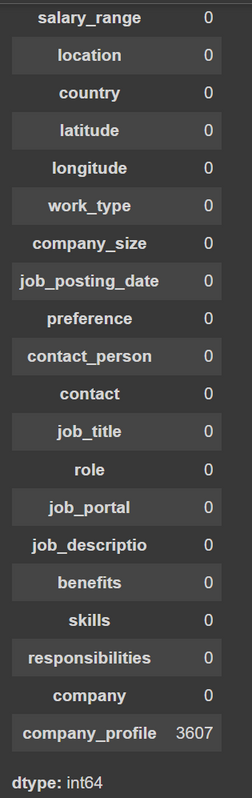 salary_range 0
location 0
country 0
latitude 0
longitude 0
work_type 0
company_size 0
job_posting_date 0
preference 0
contact_person 0
contact 0
job_title 0
role 0
job_portal 0
job_descriptio 0
benefits 0
skills 0
responsibilities 0
company 0
company_profile 3607
dtype: int64